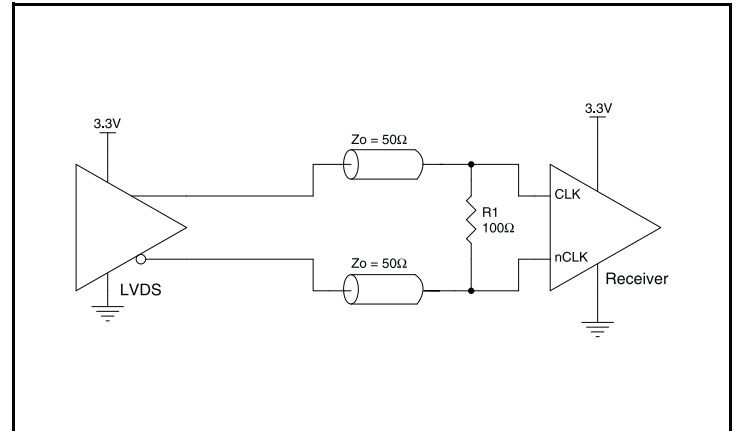 3.3V
3.3V
Zo = 50Ω
CLK
R1
100Ω
nCLK
Zo = 50Ω
Receiver
LVDS